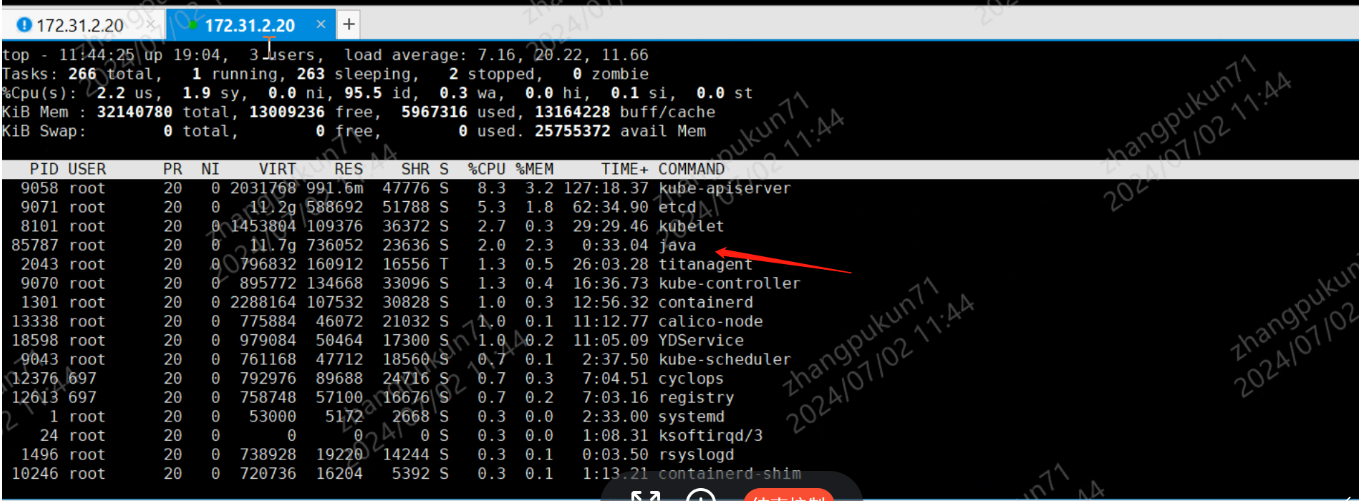 172.31.2.20 × 172.31.2.20 × +
top - 11:44:25 up 19:04, 3 users, load average: 7.16, 20.22, 11.66
Tasks: 266 total, 1 running, 263 sleeping, 2 stopped, 0 zombie
%Cpu(s): 2.2 us, 1.9 sy, 0.0 ni, 95.5 id, 0.3 wa, 0.0 hi, 0.1 si, 0.0 st
KiB Mem : 32140780 total, 13009236 free, 5967316 used, 13164228 buff/cache
KiB Swap: 0 total, 0 free, 0 used. 25755372 avail Mem
PID USER PR NI VIRT RES SHR S %CPU %MEM TIME+ COMMAND
9058 root 20 0 2031768 991.6m 47776 S 8.3 3.2 127:18.37 kube-apiserver
9071 root 20 0 11.2g 588692 51788 S 5.3 1.8 62:34.90 etcd
8101 root 20 0 1453804 109376 36372 S 2.7 0.3 29:29.46 kubelet
85787 root 20 0 11.7g 736052 23636 S 2.0 2.3 0:33.04 java
2043 root 20 0 796832 160912 16556 T 1.3 0.5 26:03.28 titanagent
9070 root 20 0 895772 134668 33096 S 1.3 0.4 16:36.73 kube-controller
1301 root 20 0 2288164 107532 30828 S 1.0 0.3 12:56.32 containerd
13338 root 20 0 775884 46072 21032 S 1.0 0.1 11:12.77 calico-node
18598 root 20 0 979084 50464 17300 S 1.0 0.2 11:05.09 YDService
9043 root 20 0 761168 47712 18560 S 0.7 0.1 2:37.50 kube-scheduler
12376 697 20 0 792976 89688 24716 S 0.7 0.3 7:04.51 cyclops
12613 697 20 0 758748 57100 16676 S 0.7 0.2 7:03.16 registry
1 root 20 0 53000 5172 2668 S 0.3 0.0 2:33.00 systemd
24 root 20 0 0 0 0 S 0.3 0.0 1:08.31 ksoftirqd/3
1496 root 20 0 738928 19220 14244 S 0.3 0.1 0:03.50 rsyslogd
10246 root 20 0 720736 16204 5392 S 0.3 0.1 1:13.21 containerd-shim
zhangpukun71
2024/07/02 11:44